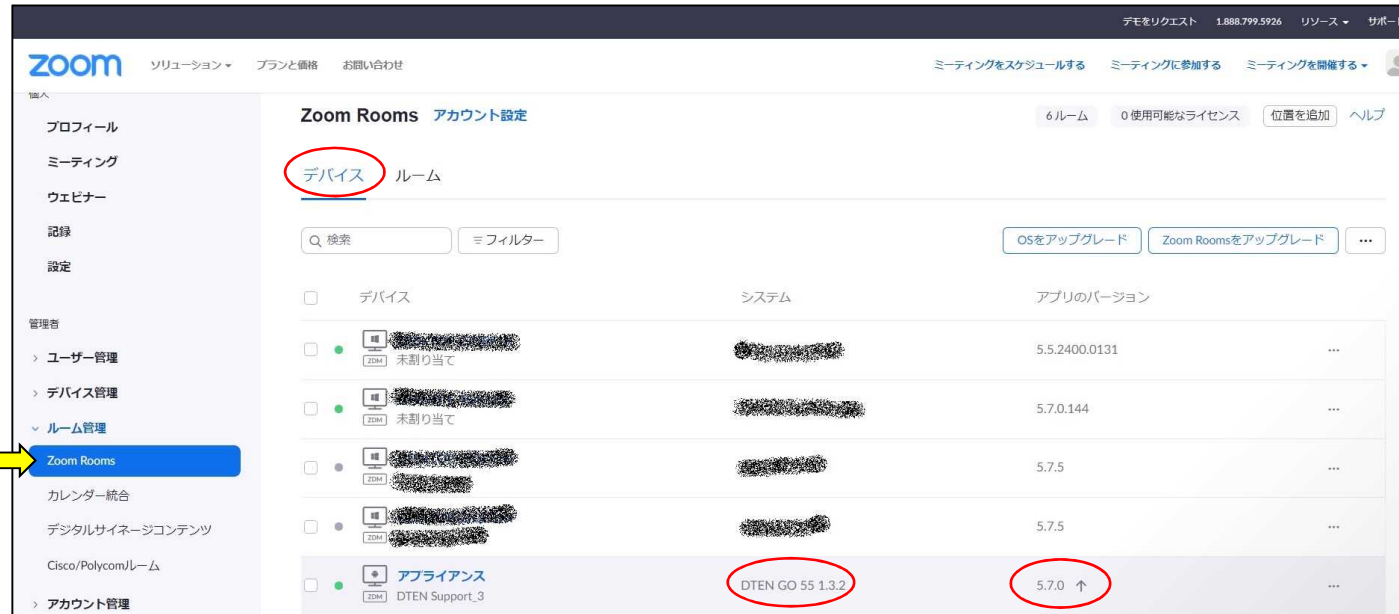 デモをリクエスト 1.888.799.5926 リソース サポート
zoom ソリューション プランと価格 お問い合わせ ミーティングをスケジュールする ミーティングに参加する ミーティングを開催する
個人
プロフィール
ミーティング
ウェビナー
記録
設定
管理者
ユーザー管理
デバイス管理
ルーム管理
Zoom Rooms
カレンダー統合
デジタルサイネージコンテンツ
Cisco/Polycomルーム
アカウント管理
Zoom Rooms アカウント設定 6ルーム 0使用可能なライセンス 位置を追加 ヘルプ
デバイス ルーム
検索 フィルター OSをアップグレード Zoom Roomsをアップグレード ...
デバイス システム アプリのバージョン
5.5.2400.0131 ...
ZDM 未割り当て
5.7.0.144 ...
ZDM 未割り当て
5.7.5 ...
ZDM
5.7.5 ...
ZDM
アプライアンス DTEN GO 55 1.3.2 5.7.0 ↑ ...
ZDM DTEN Support_3